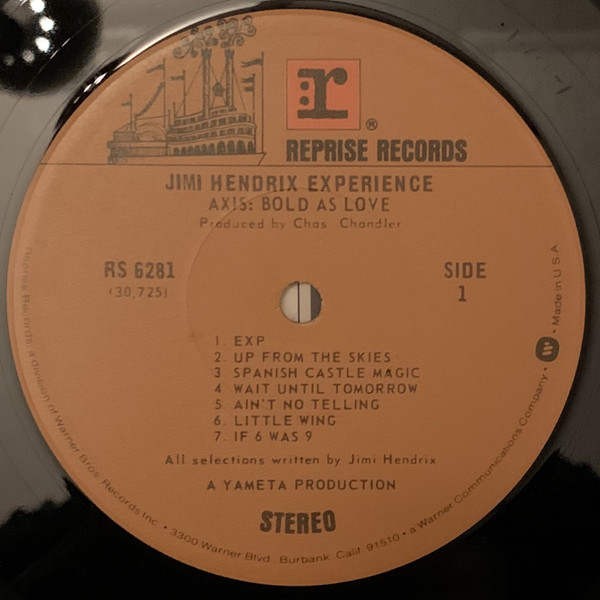 r ®
REPRISE RECORDS
JIMI HENDRIX EXPERIENCE
AXIS: BOLD AS LOVE
Produced by Chas Chandler
RS 6281
(30,725)
SIDE
1
1. EXP
2. UP FROM THE SKIES
3 SPANISH CASTLE MAGIC
4. WAIT UNTIL TOMORROW
5. AIN'T NO TELLING
6. LITTLE WING
7. IF 6 WAS 9
All selections written by Jimi Hendrix
A YAMETA PRODUCTION
STEREO
Reprise Records, a division of Warner Bros. Records Inc. • 3300 Warner Blvd., Burbank, Calif. 91510 • a Warner Communications Company • W • Made in U.S.A.